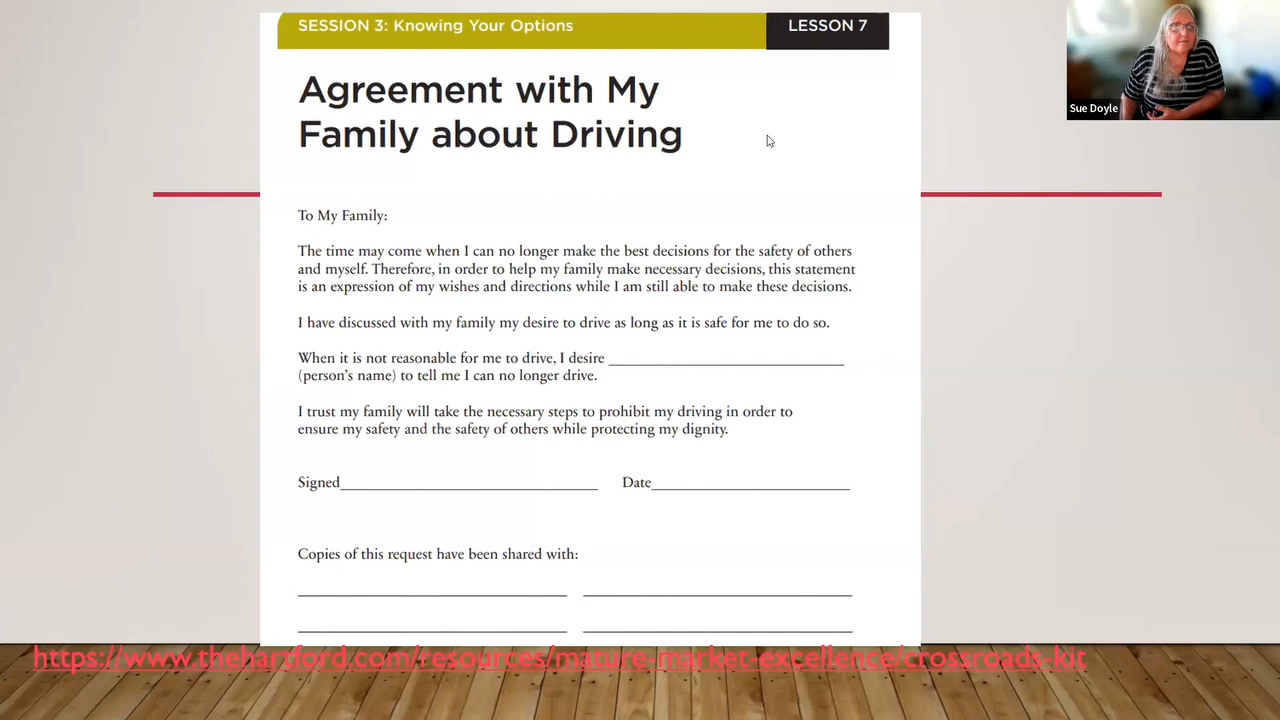 SESSION 3: Knowing Your Options
LESSON 7
Agreement with My
Family about Driving
Sue Doyle
To My Family:
The time may come when I can no longer make the best decisions for the safety of others
and myself. Therefore, in order to help my family make necessary decisions, this statement
is an expression of my wishes and directions while I am still able to make these decisions.
I have discussed with my family my desire to drive as long as it is safe for me to do so.
When it is not reasonable for me to drive, I desire ______________________________
(person's name) to tell me I can no longer drive.
I trust my family will take the necessary steps to prohibit my driving in order to
ensure my safety and the safety of others while protecting my dignity.
Signed______________________________ Date______________________________
Copies of this request have been shared with:
https://www.thehartford.com/resources/mature-market-excellence/crossroads-kit